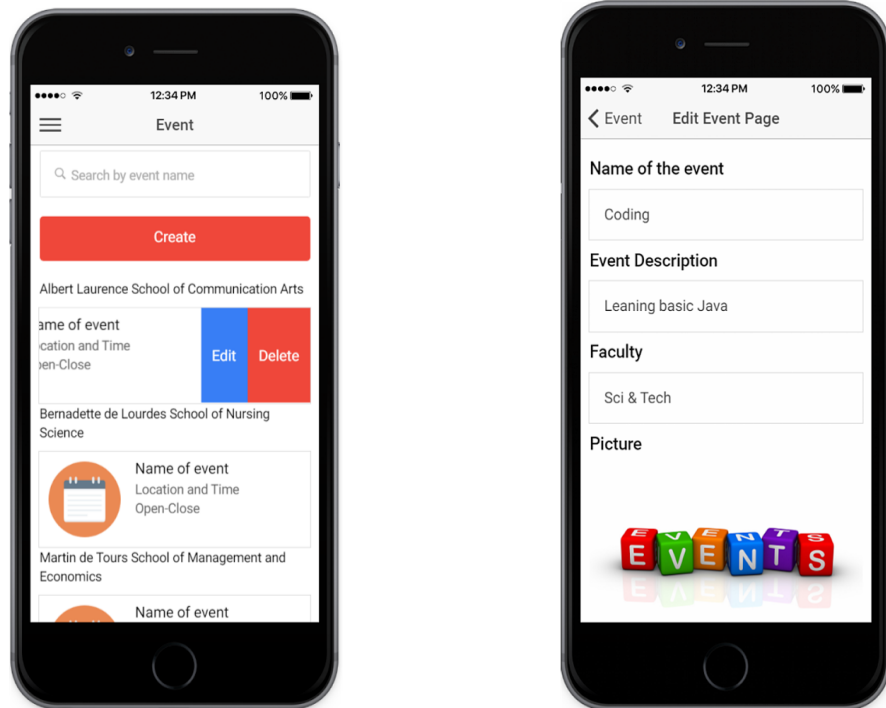 12:34 PM
100%
Event
Search by event name
Create
Albert Laurence School of Communication Arts
ame of event
cation and Time
en-Close
Edit
Delete
Bernadette de Lourdes School of Nursing
Science
Name of event
Location and Time
Open-Close
Martin de Tours School of Management and
Economics
Name of event
12:34 PM
100%
Event
Edit Event Page
Name of the event
Coding
Event Description
Leaning basic Java
Faculty
Sci & Tech
Picture
EVENTS
EVENTS